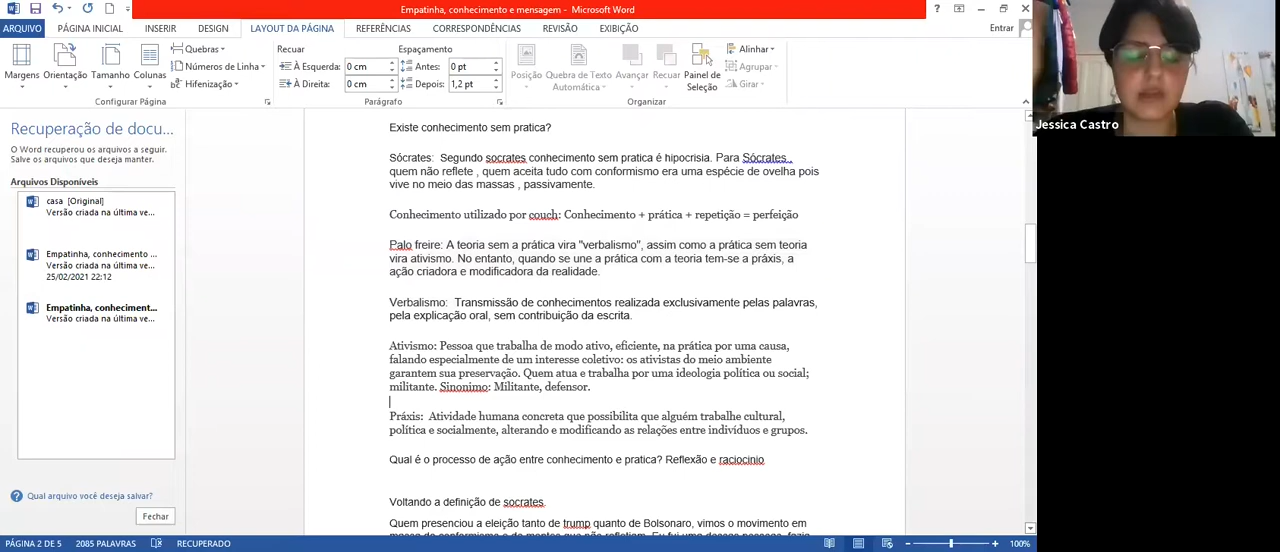 Empatinha, conhecimento e mensagem - Microsoft Word
Entrar
ARQUIVO PÁGINA INICIAL INSERIR DESIGN LAYOUT DA PÁGINA REFERÊNCIAS CORRESPONDÊNCIAS REVISÃO EXIBIÇÃO
Margens Orientação Tamanho Colunas
Quebras
Números de Linha
Hifenização
Configurar Página
Recuar
À Esquerda: 0 cm
À Direita: 0 cm
Espaçamento
Antes: 0 pt
Depois: 1,2 pt
Parágrafo
Posição Quebra de Texto Automática Avançar Recuar Painel de Seleção
Alinhar
Agrupar
Girar
Organizar
Jessica Castro
Recuperação de docu...
O Word recuperou os arquivos a seguir.
Salve os arquivos que deseja manter.
Arquivos Disponíveis
casa [Original]
Versão criada na última ve...
Empatinha, conhecimento ...
25/02/2021 22:12
Empatinha, conheciment...
Versão criada na última ve...
Qual arquivo você deseja salvar?
Fechar
Existe conhecimento sem pratica?
Sócrates: Segundo socrates conhecimento sem pratica é hipocrisia. Para Sócrates ,
quem não reflete , quem aceita tudo com conformismo era uma espécie de ovelha pois
vive no meio das massas , passivamente.
Conhecimento utilizado por couch: Conhecimento + prática + repetição = perfeição
Palo freire: A teoria sem a prática vira "verbalismo", assim como a prática sem teoria
vira ativismo. No entanto, quando se une a prática com a teoria tem-se a práxis, a
ação criadora e modificadora da realidade.
Verbalismo: Transmissão de conhecimentos realizada exclusivamente pelas palavras,
pela explicação oral, sem contribuição da escrita.
Ativismo: Pessoa que trabalha de modo ativo, eficiente, na prática por uma causa,
falando especialmente de um interesse coletivo: os ativistas do meio ambiente
garantem sua preservação. Quem atua e trabalha por uma ideologia política ou social;
militante. Sinonimo: Militante, defensor.
Práxis: Atividade humana concreta que possibilita que alguém trabalhe cultural,
política e socialmente, alterando e modificando as relações entre indivíduos e grupos.
Qual é o processo de ação entre conhecimento e pratica? Reflexão e raciocinio
Voltando a definição de socrates.
Quem presenciou a eleição tanto de trump quanto de Bolsonaro, vimos o movimento em
PÁGINA 2 DE 5 2085 PALAVRAS RECUPERADO 100%